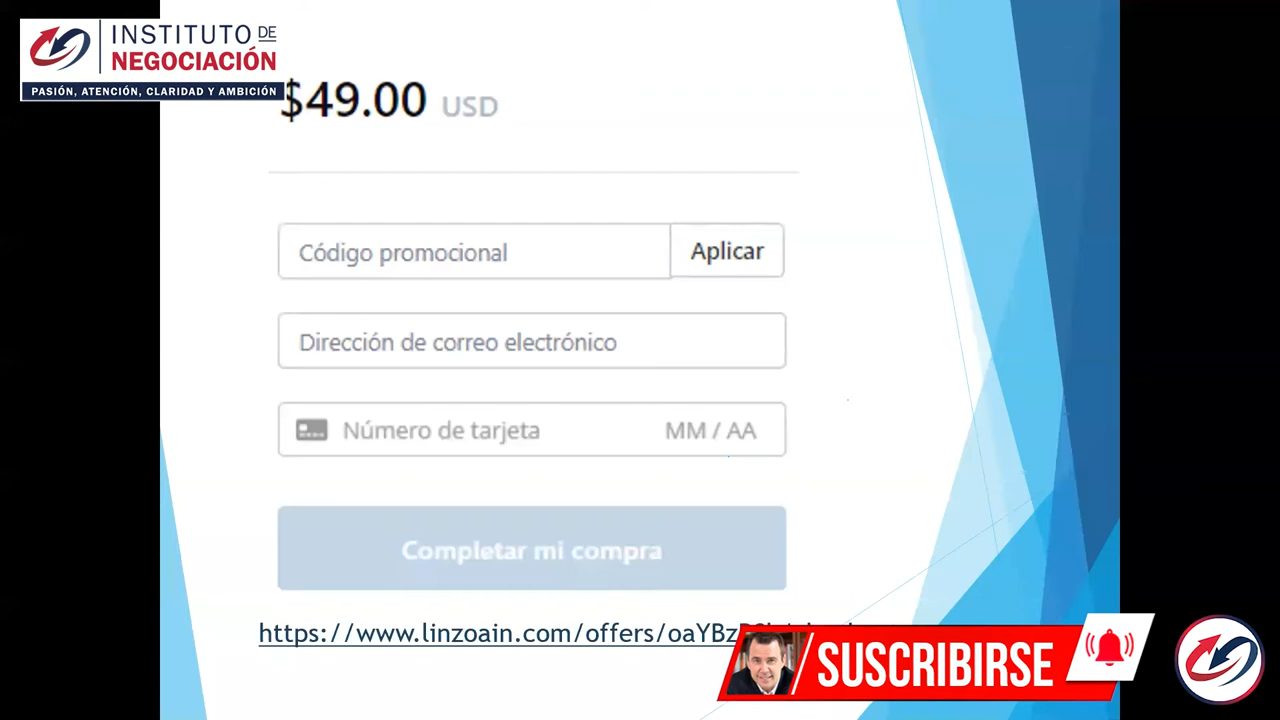 INSTITUTO DE
NEGOCIACIÓN
PASIÓN, ATENCIÓN, CLARIDAD Y AMBICIÓN
$49.00 USD
Código promocional
Aplicar
Dirección de correo electrónico
Número de tarjeta
MM / AA
Completar mi compra
https://www.linzoain.com/offers/oaYBz
SUSCRIBIRSE